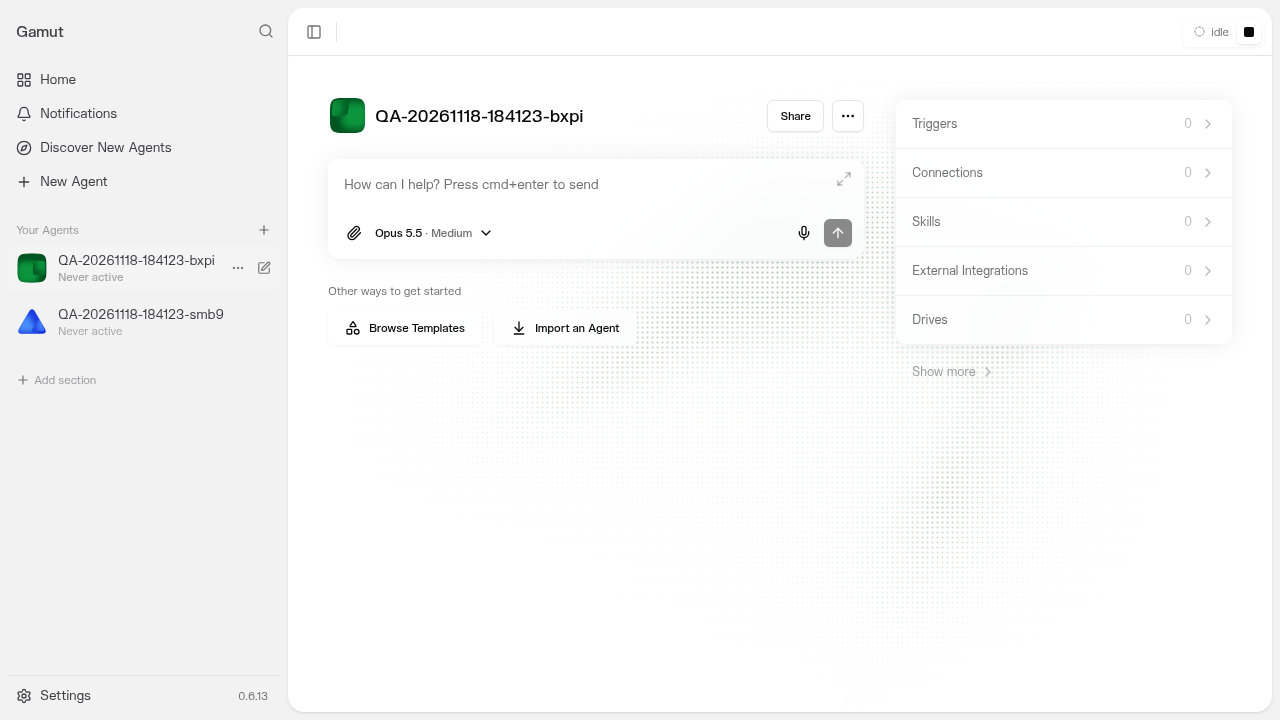 Gamut
Home
Notifications
Discover New Agents
New Agent
Your Agents
QA-20261118-184123-bxpi
Never active
QA-20261118-184123-smb9
Never active
Add section
Settings
0.6.13
idle
QA-20261118-184123-bxpi
Share
How can I help? Press cmd+enter to send
Opus 5.5 · Medium
Other ways to get started
Browse Templates
Import an Agent
Triggers 0
Connections 0
Skills 0
External Integrations 0
Drives 0
Show more